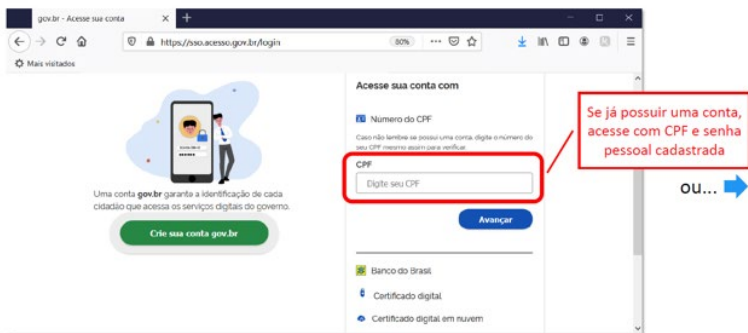 gov.br - Acesse sua conta
https://sso.acesso.gov.br/login
80%
Mais visitados
Acesse sua conta com
Número do CPF
Caso não lembre se possui uma conta, digite o número do
seu CPF mesmo assim para verificar.
CPF
Digite seu CPF
Avançar
Uma conta gov.br garante a identificação de cada
cidadão que acessa os serviços digitais do governo.
Crie sua conta gov.br
Banco do Brasil
Certificado digital
Certificado digital em nuvem
Se já possuir uma conta,
acesse com CPF e senha
pessoal cadastrada
ou...